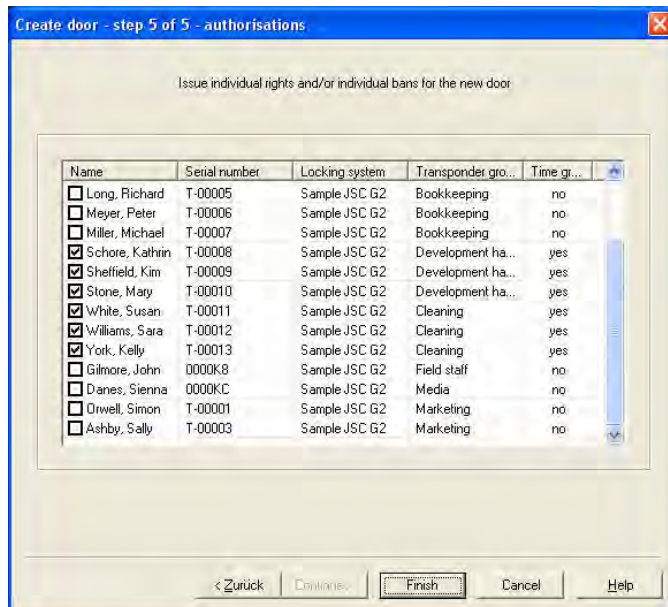 Create door - step 5 of 5 - authorisations
Issue individual rights and/or individual bans for the new door
Name Serial number Locking system Transponder gro... Time gr...
Long, Richard T-00005 Sample JSC G2 Bookkeeping no
Meyer, Peter T-00006 Sample JSC G2 Bookkeeping no
Miller, Michael T-00007 Sample JSC G2 Bookkeeping no
Schore, Kathrin T-00008 Sample JSC G2 Development ha... yes
Sheffield, Kim T-00009 Sample JSC G2 Development ha... yes
Stone, Mary T-00010 Sample JSC G2 Development ha... yes
White, Susan T-00011 Sample JSC G2 Cleaning yes
Williams, Sara T-00012 Sample JSC G2 Cleaning yes
York, Kelly T-00013 Sample JSC G2 Cleaning yes
Gilmore, John 0000K8 Sample JSC G2 Field staff no
Danes, Sienna 0000KC Sample JSC G2 Media no
Orwell, Simon T-00001 Sample JSC G2 Marketing no
Ashby, Sally T-00003 Sample JSC G2 Marketing no
< Zurück Finish Cancel Help